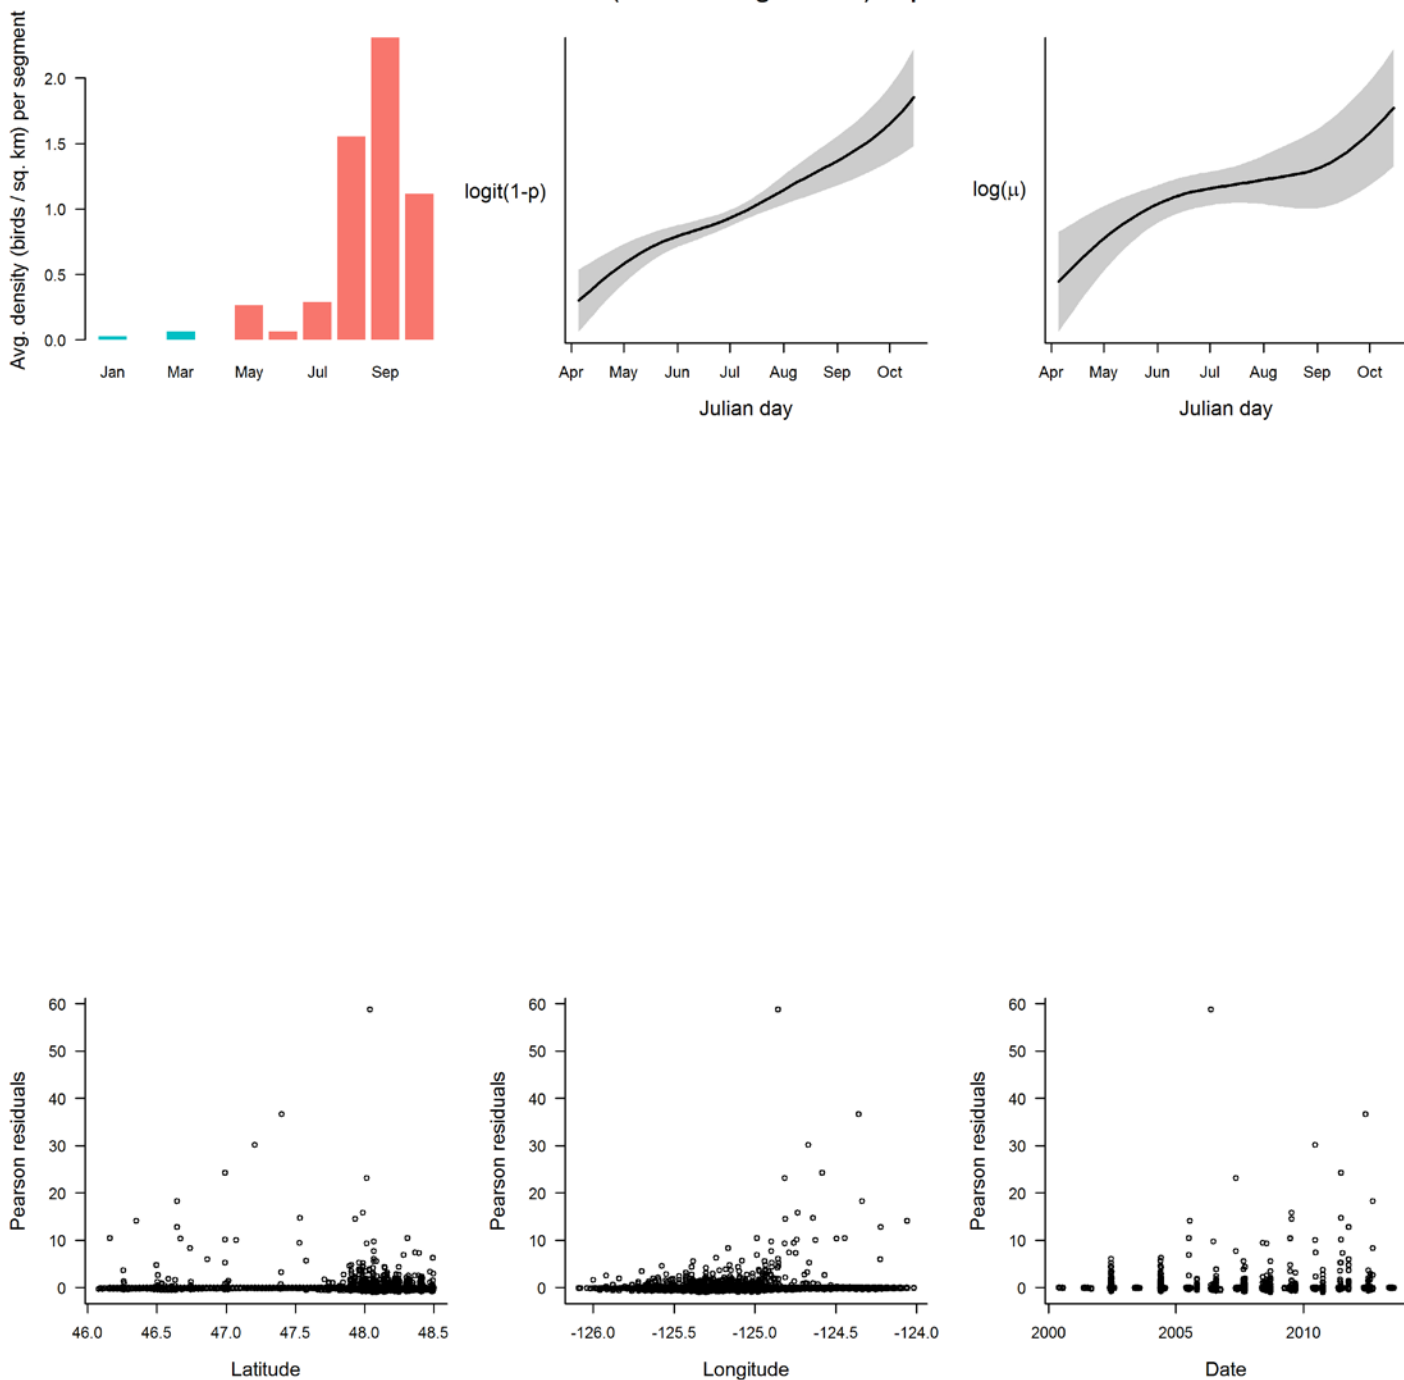 Avg. density (birds / sq. km) per segment
2.0
1.5
1.0
0.5
0.0
Jan Mar May Jul Sep
logit(1-p)
Apr May Jun Jul Aug Sep Oct
Julian day
log(μ)
Apr May Jun Jul Aug Sep Oct
Julian day
Pearson residuals
60
50
40
30
20
10
0
46.0 46.5 47.0 47.5 48.0 48.5
Latitude
Pearson residuals
60
50
40
30
20
10
0
-126.0 -125.5 -125.0 -124.5 -124.0
Longitude
Pearson residuals
60
50
40
30
20
10
0
2000 2005 2010
Date